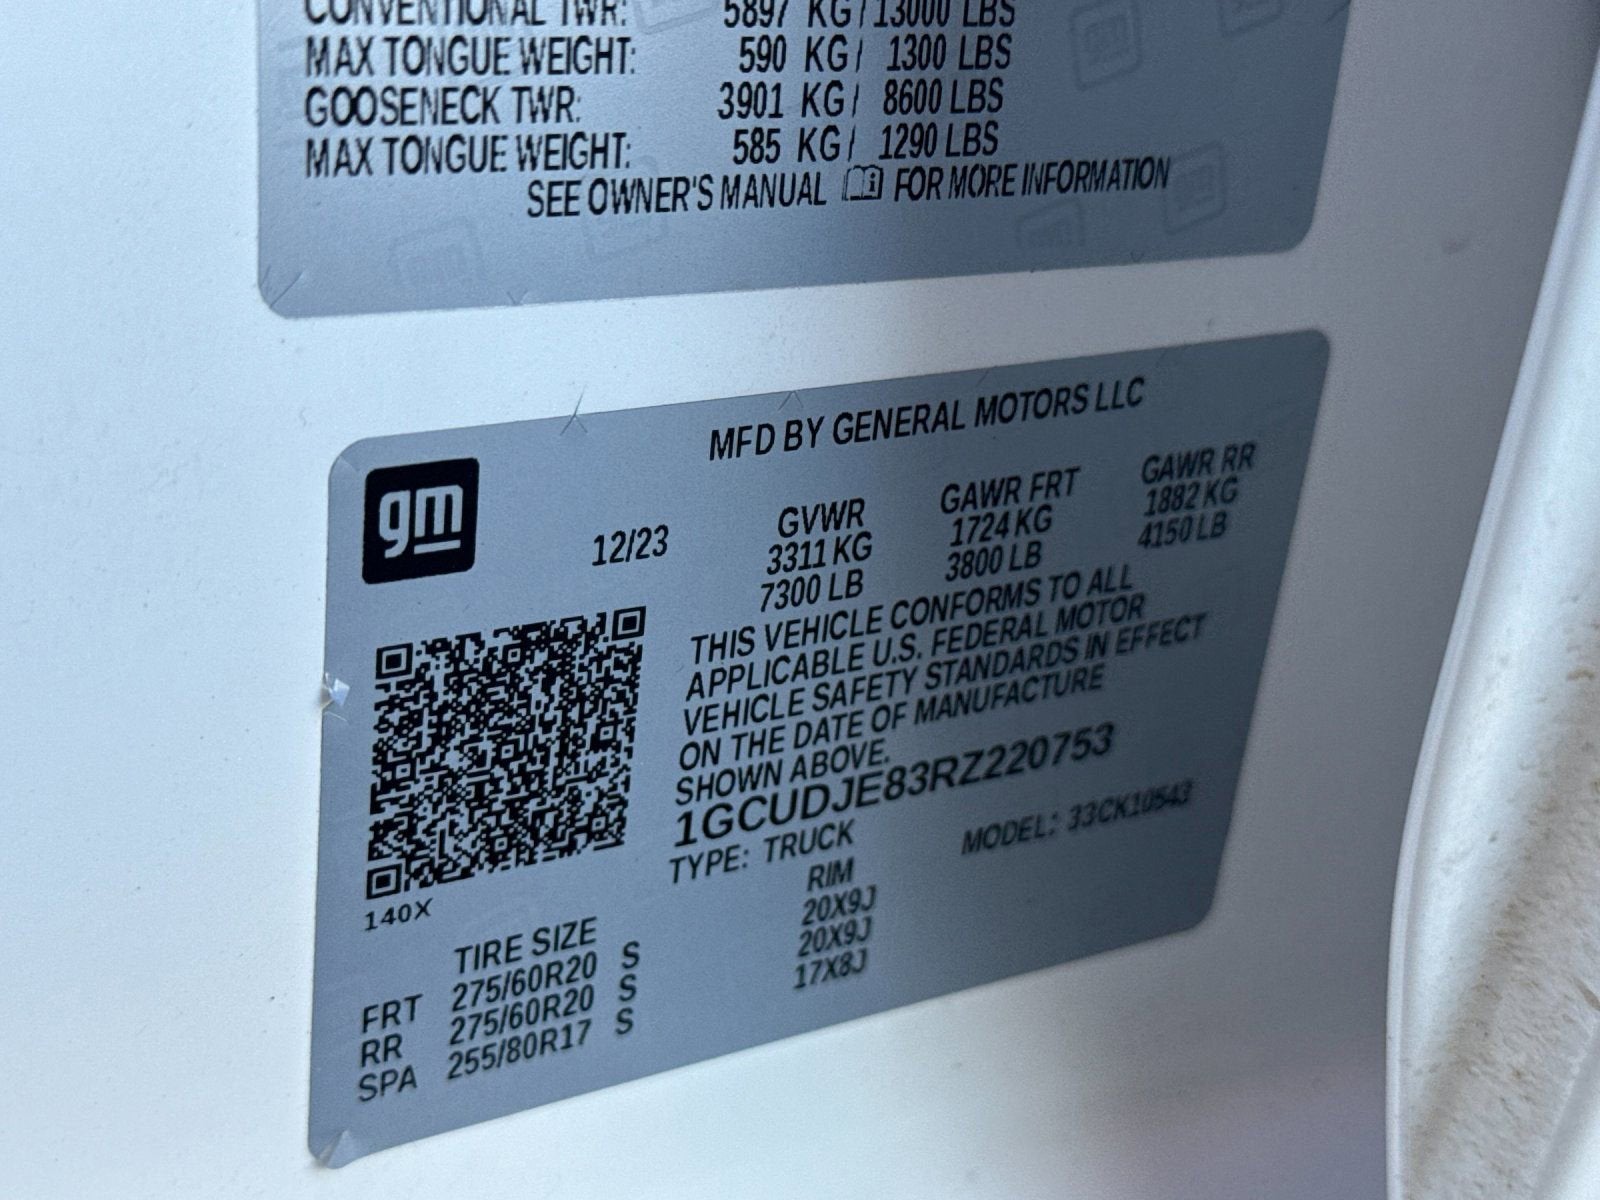 CONVENTIONAL TWR: 5897 KG / 13000 LBS
MAX TONGUE WEIGHT: 590 KG / 1300 LBS
GOOSENECK TWR: 3901 KG / 8600 LBS
MAX TONGUE WEIGHT: 585 KG / 1290 LBS
SEE OWNER'S MANUAL FOR MORE INFORMATION
MFD BY GENERAL MOTORS LLC
gm
12/23
GVWR GAWR FRT GAWR RR
3311 KG 1724 KG 1882 KG
7300 LB 3800 LB 4150 LB
THIS VEHICLE CONFORMS TO ALL
APPLICABLE U.S. FEDERAL MOTOR
VEHICLE SAFETY STANDARDS IN EFFECT
ON THE DATE OF MANUFACTURE
SHOWN ABOVE.
1GCUDJE83RZ220753
TYPE: TRUCK MODEL: 33CK10543
140X
TIRE SIZE RIM
FRT 275/60R20 S 20X9J
RR 275/60R20 S 20X9J
SPA 255/80R17 S 17X8J